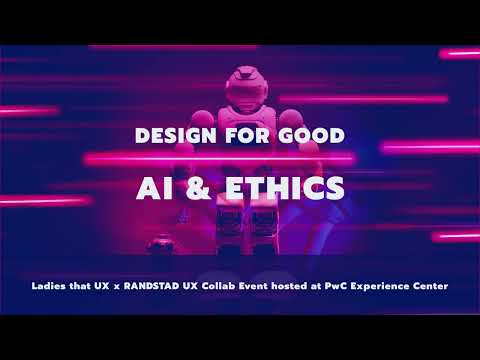 DESIGN FOR GOOD
AI & ETHICS
Ladies that UX x RANDSTAD UX Collab Event hosted at PwC Experience Center